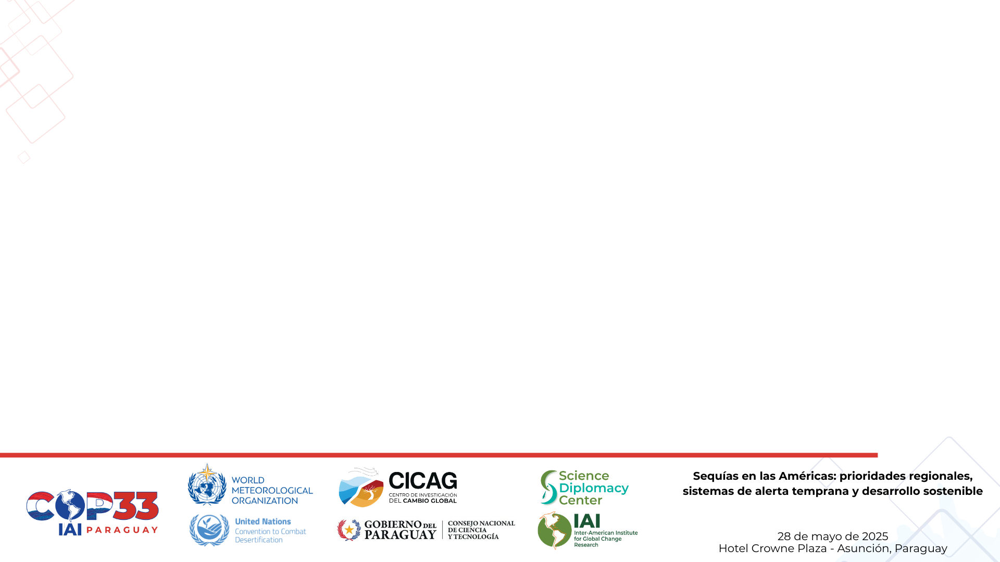 COP33
IAI PARAGUAY
WORLD
METEOROLOGICAL
ORGANIZATION
United Nations
Convention to Combat
Desertification
CICAG
CENTRO DE INVESTIGACIÓN
DEL CAMBIO GLOBAL
GOBIERNO DEL
PARAGUAY
CONSEJO NACIONAL
DE CIENCIA
Y TECNOLOGÍA
Science
Diplomacy
Center
IAI
Inter-American Institute
for Global Change
Research
Sequías en las Américas: prioridades regionales,
sistemas de alerta temprana y desarrollo sostenible
28 de mayo de 2025
Hotel Crowne Plaza - Asunción, Paraguay